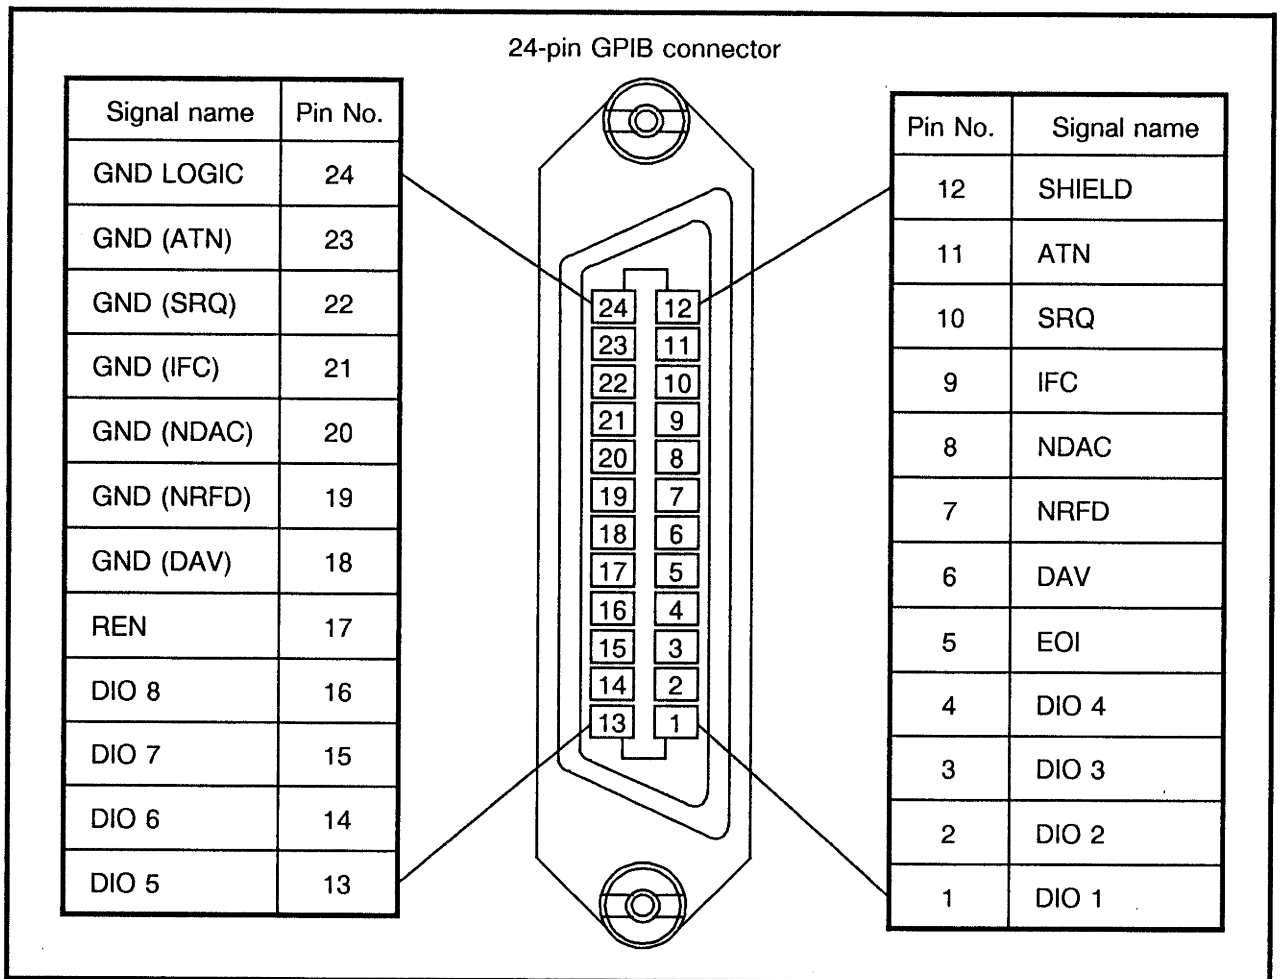 24-pin GPIB connector
Signal name Pin No.
GND LOGIC 24
GND (ATN) 23
GND (SRQ) 22
GND (IFC) 21
GND (NDAC) 20
GND (NRFD) 19
GND (DAV) 18
REN 17
DIO 8 16
DIO 7 15
DIO 6 14
DIO 5 13
24 12
23 11
22 10
21 9
20 8
19 7
18 6
17 5
16 4
15 3
14 2
13 1
Pin No. Signal name
12 SHIELD
11 ATN
10 SRQ
9 IFC
8 NDAC
7 NRFD
6 DAV
5 EOI
4 DIO 4
3 DIO 3
2 DIO 2
1 DIO 1